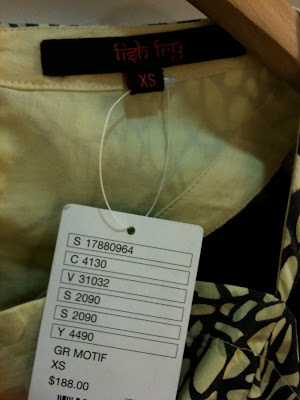 fish fry
XS
S 17880964
C 4130
V 31032
S 2090
S 2090
Y 4490
GR MOTIF
XS
$188.00